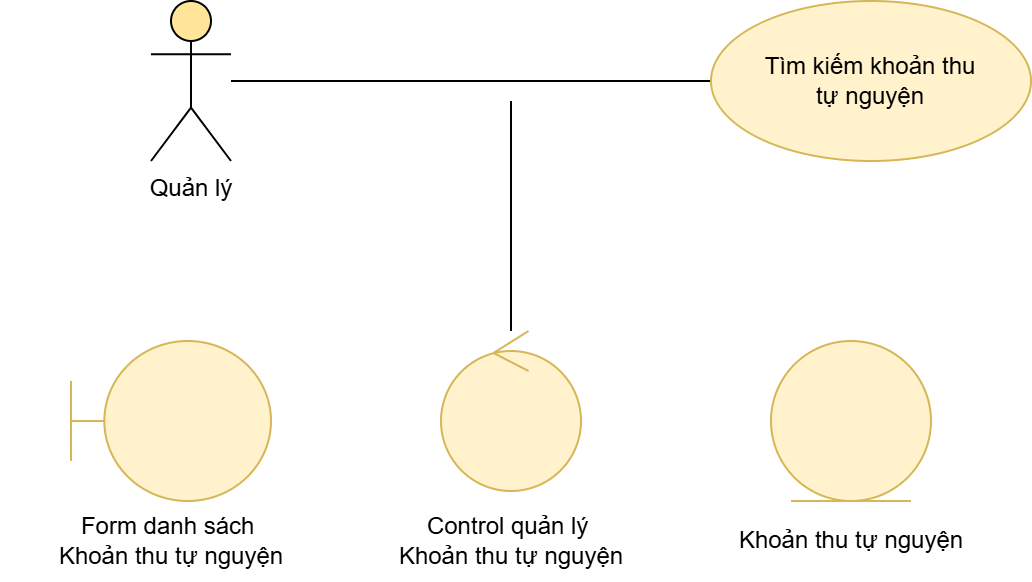 Tìm kiếm khoản thu
tự nguyện
Quản lý
Form danh sách
Khoản thu tự nguyện
Control quản lý
Khoản thu tự nguyện
Khoản thu tự nguyện